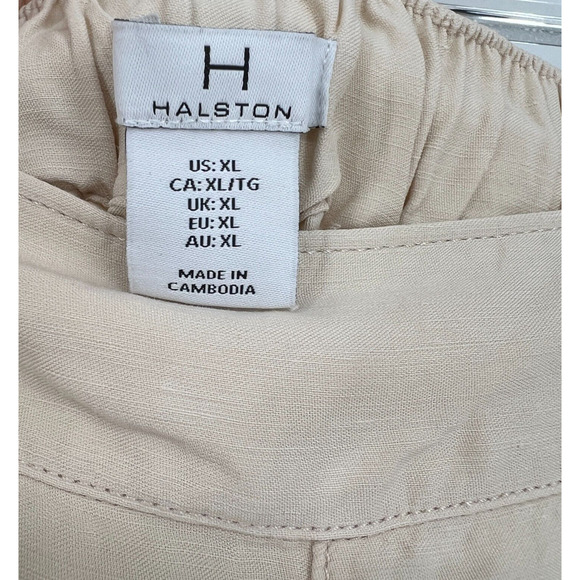 H
HALSTON
US: XL
CA: XL/TG
UK: XL
EU: XL
AU: XL
MADE IN
CAMBODIA